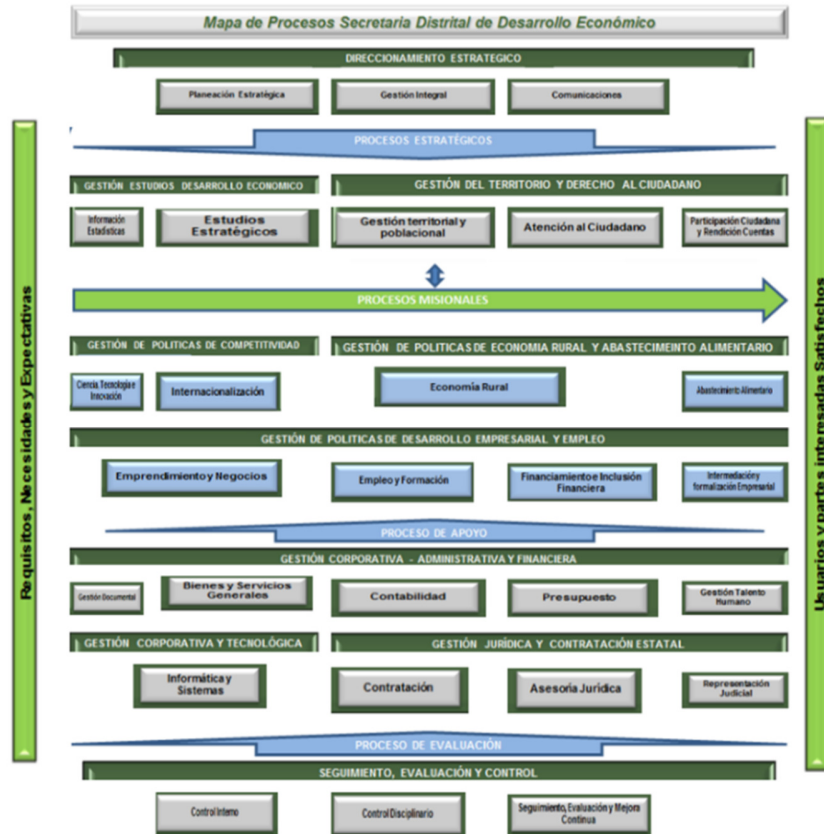 Mapa de Procesos Secretaria Distrital de Desarrollo Económico
DIRECCIONAMIENTO ESTRATEGICO
Planeación Estratégica
Gestión Integral
Comunicaciones
PROCESOS ESTRATÉGICOS
GESTIÓN ESTUDIOS DESARROLLO ECONOMICO
GESTIÓN DEL TERRITORIO Y DERECHO AL CIUDADANO
Información
Estadísticas
Estudios
Estratégicos
Gestión territorial y
poblacional
Atención al Ciudadano
Participación Ciudadana
y Rendición Cuentas
PROCESOS MISIONALES
GESTIÓN DE POLITICAS DE COMPETITIVIDAD
GESTIÓN DE POLITICAS DE ECONOMIA RURAL Y ABASTECMEINTO ALIMENTARIO
Ciencia, Tecnología e
Innovación
Internacionalización
Economía Rural
Abastecimiento Alimentario
GESTIÓN DE POLITICAS DE DESARROLLO EMPRESARIAL Y EMPLEO
Emprendimiento y Negocios
Empleo y Formación
Financiamiento e Inclusión
Financiera
Intermediación y
formalización Empresarial
PROCESO DE APOYO
GESTIÓN CORPORATIVA - ADMINISTRATIVA Y FINANCIERA
Gestión Documental
Bienes y Servicios
Generales
Contabilidad
Presupuesto
Gestión Talento
Humano
GESTIÓN CORPORATIVA Y TECNOLÓGICA
GESTIÓN JURÍDICA Y CONTRATACIÓN ESTATAL
Informática y
Sistemas
Contratación
Asesoría Jurídica
Representación
Judicial
PROCESO DE EVALUACIÓN
SEGUIMIENTO, EVALUACIÓN Y CONTROL
Control Interno
Control Disciplinario
Seguimiento, Evaluación y Mejora
Continua
Requisitos, Necesidades y Expectativas
Usuarios y partes interesadas Satisfechos